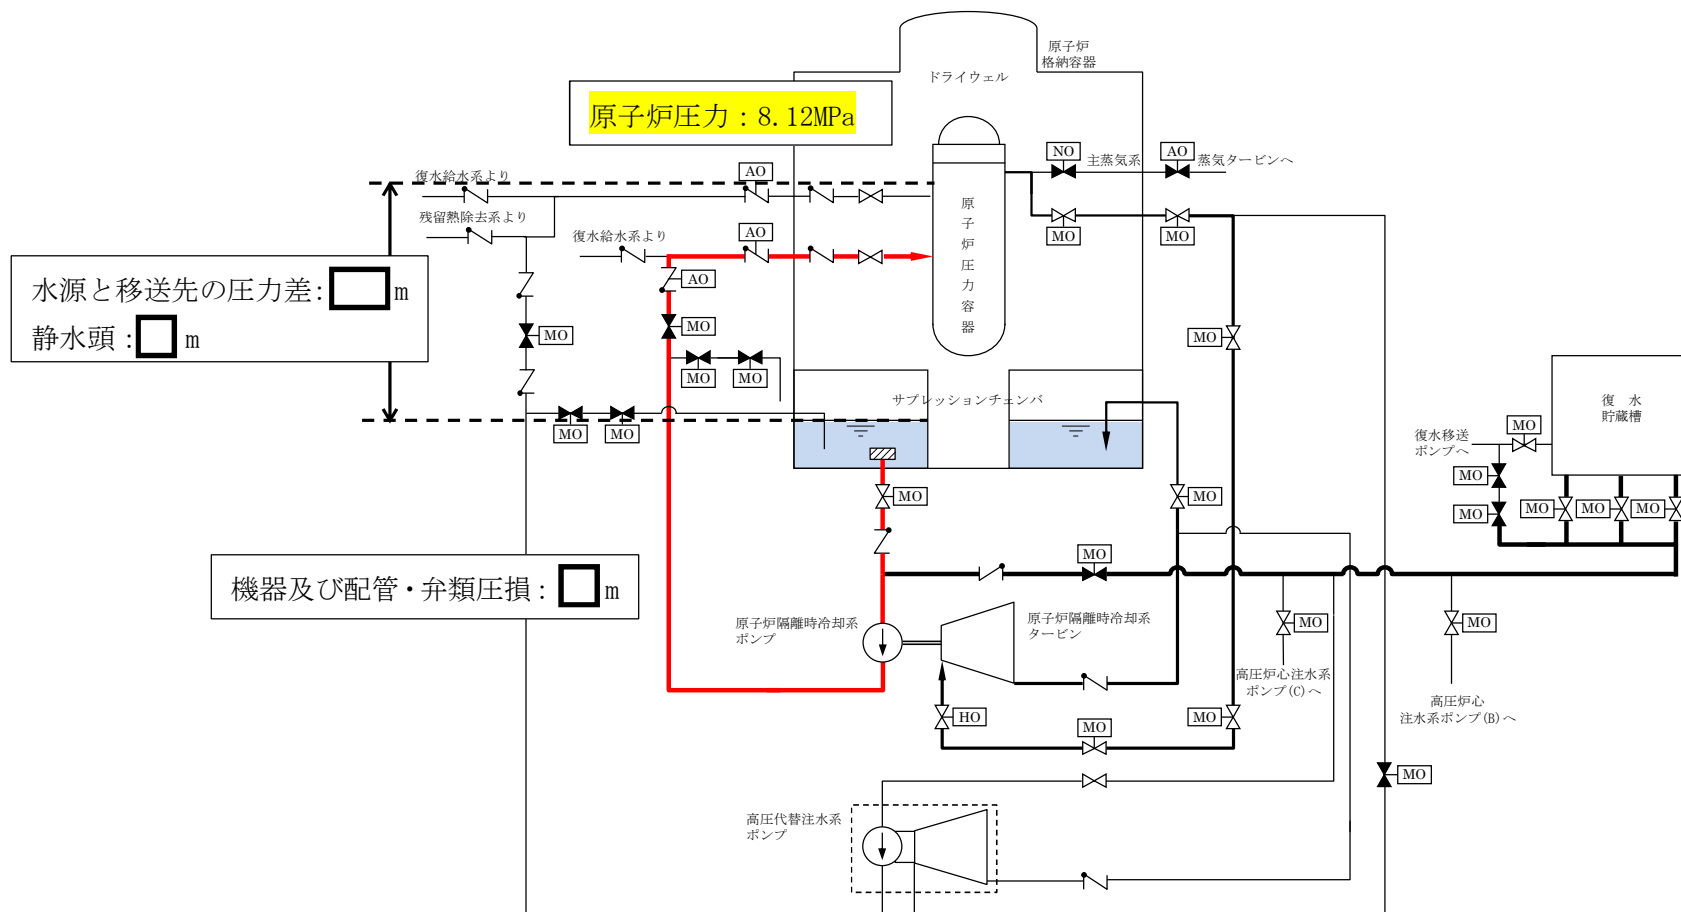 原子炉
格納容器
ドライウェル
原子炉圧力：8.12MPa
NO
主蒸気系
AO
蒸気タービンへ
復水給水系より
AO
残留熱除去系より
復水給水系より
AO
原子炉圧力容器
MO
MO
水源と移送先の圧力差: m
静水頭： m
AO
MO
MO
MO
MO
MO
サプレッションチェンバ
MO
MO
復 水
貯蔵槽
MO
復水移送
ポンプへ
MO
MO
MO
MO
MO
MO
MO
MO
機器及び配管・弁類圧損： m
原子炉隔離時冷却系
ポンプ
原子炉隔離時冷却系
タービン
MO
MO
高圧炉心注水系
ポンプ(C)へ
高圧炉心
注水系ポンプ(B)へ
HO
MO
MO
MO
高圧代替注水系
ポンプ